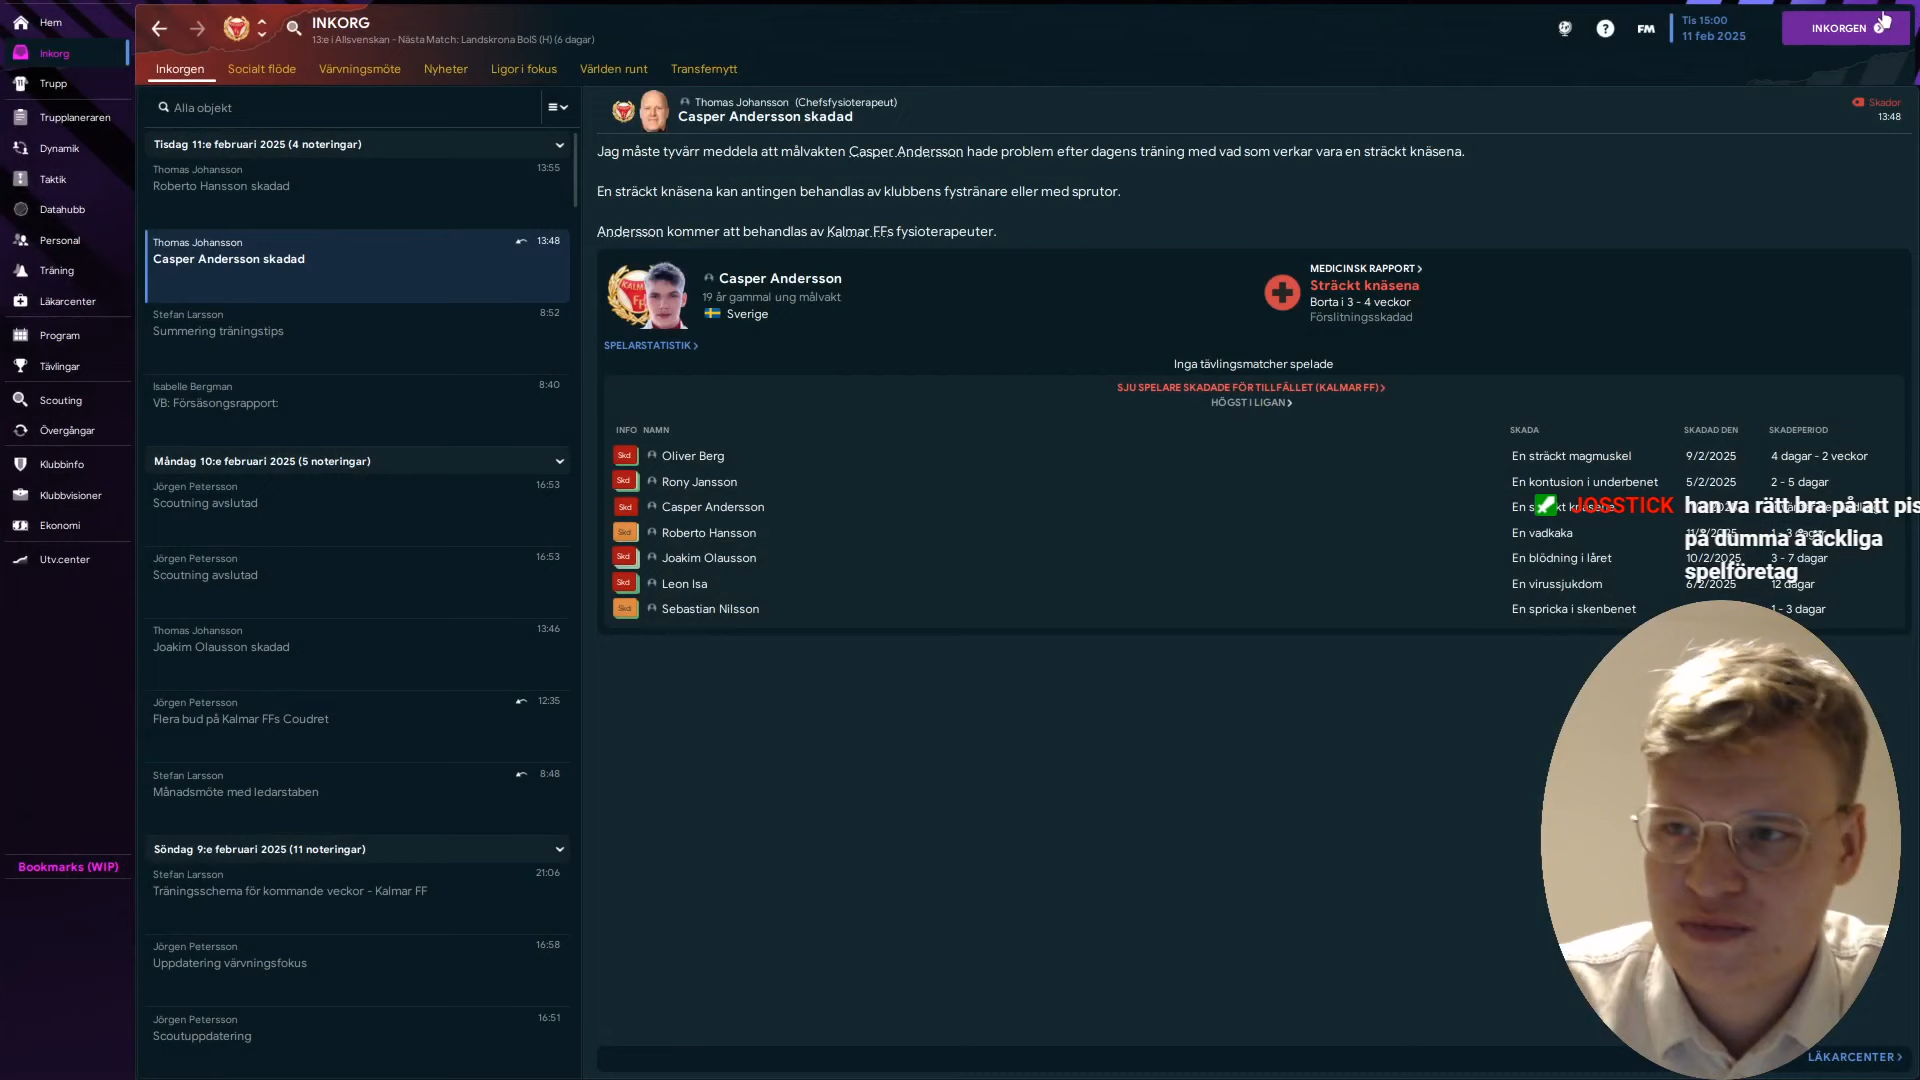 Hem
Inkorg
Trupp
Trupplaneraren
Dynamik
Taktik
Datahubb
Personal
Träning
Läkarcenter
Program
Tävlingar
Scouting
Övergångar
Klubbinfo
Klubbvisioner
Ekonomi
Utv.center
Bookmarks (WIP)
INKORG
13:e i Allsvenskan - Nästa Match: Landskrona BoIS (H) (6 dagar)
FM
Tis 15:00
11 feb 2025
INKORGEN
Inkorgen
Socialt flöde
Värvningsmöte
Nyheter
Ligor i fokus
Världen runt
Transfernytt
Alla objekt
Tisdag 11:e februari 2025 (4 noteringar)
Thomas Johansson 13:55
Roberto Hansson skadad
Thomas Johansson 13:48
Casper Andersson skadad
Stefan Larsson 8:52
Summering träningstips
Isabelle Bergman 8:40
VB: Försäsongsrapport:
Måndag 10:e februari 2025 (5 noteringar)
Jörgen Petersson 16:53
Scoutning avslutad
Jörgen Petersson 16:53
Scoutning avslutad
Thomas Johansson 13:46
Joakim Olausson skadad
Jörgen Petersson 12:35
Flera bud på Kalmar FFs Coudret
Stefan Larsson 8:48
Månadsmöte med ledarstaben
Söndag 9:e februari 2025 (11 noteringar)
Stefan Larsson 21:06
Träningsschema för kommande veckor - Kalmar FF
Jörgen Petersson 16:58
Uppdatering värvningsfokus
Jörgen Petersson 16:51
Scoutuppdatering
Thomas Johansson (Chefsfysioterapeut)
Casper Andersson skadad
Skador
13:48
Jag måste tyvärr meddela att målvakten Casper Andersson hade problem efter dagens träning med vad som verkar vara en sträckt knäsena.
En sträckt knäsena kan antingen behandlas av klubbens fystränare eller med sprutor.
Andersson kommer att behandlas av Kalmar FFs fysioterapeuter.
Casper Andersson
19 år gammal ung målvakt
Sverige
MEDICINSK RAPPORT
Sträckt knäsena
Borta i 3 - 4 veckor
Förslitningsskadad
SPELARSTATISTIK
Inga tävlingsmatcher spelade
SJU SPELARE SKADADE FÖR TILLFÄLLET (KALMAR FF)
HÖGST I LIGAN
INFO NAMN SKADA SKADAD DEN SKADEPERIOD
Skd Oliver Berg En sträckt magmuskel 9/2/2025 4 dagar - 2 veckor
Skd Rony Jansson En kontusion i underbenet 5/2/2025 2 - 5 dagar
Skd Casper Andersson
Skd Roberto Hansson En vadkaka
Skd Joakim Olausson En blödning i låret 10/2/2025 3 - 7 dagar
Skd Leon Isa En virussjukdom 6/2/2025 12 dagar
Skd Sebastian Nilsson En spricka i skenbenet 1 - 3 dagar
JOSSTICK han va rätt bra på att pis
på dumma å äckliga
spelföretag
LÄKARCENTER